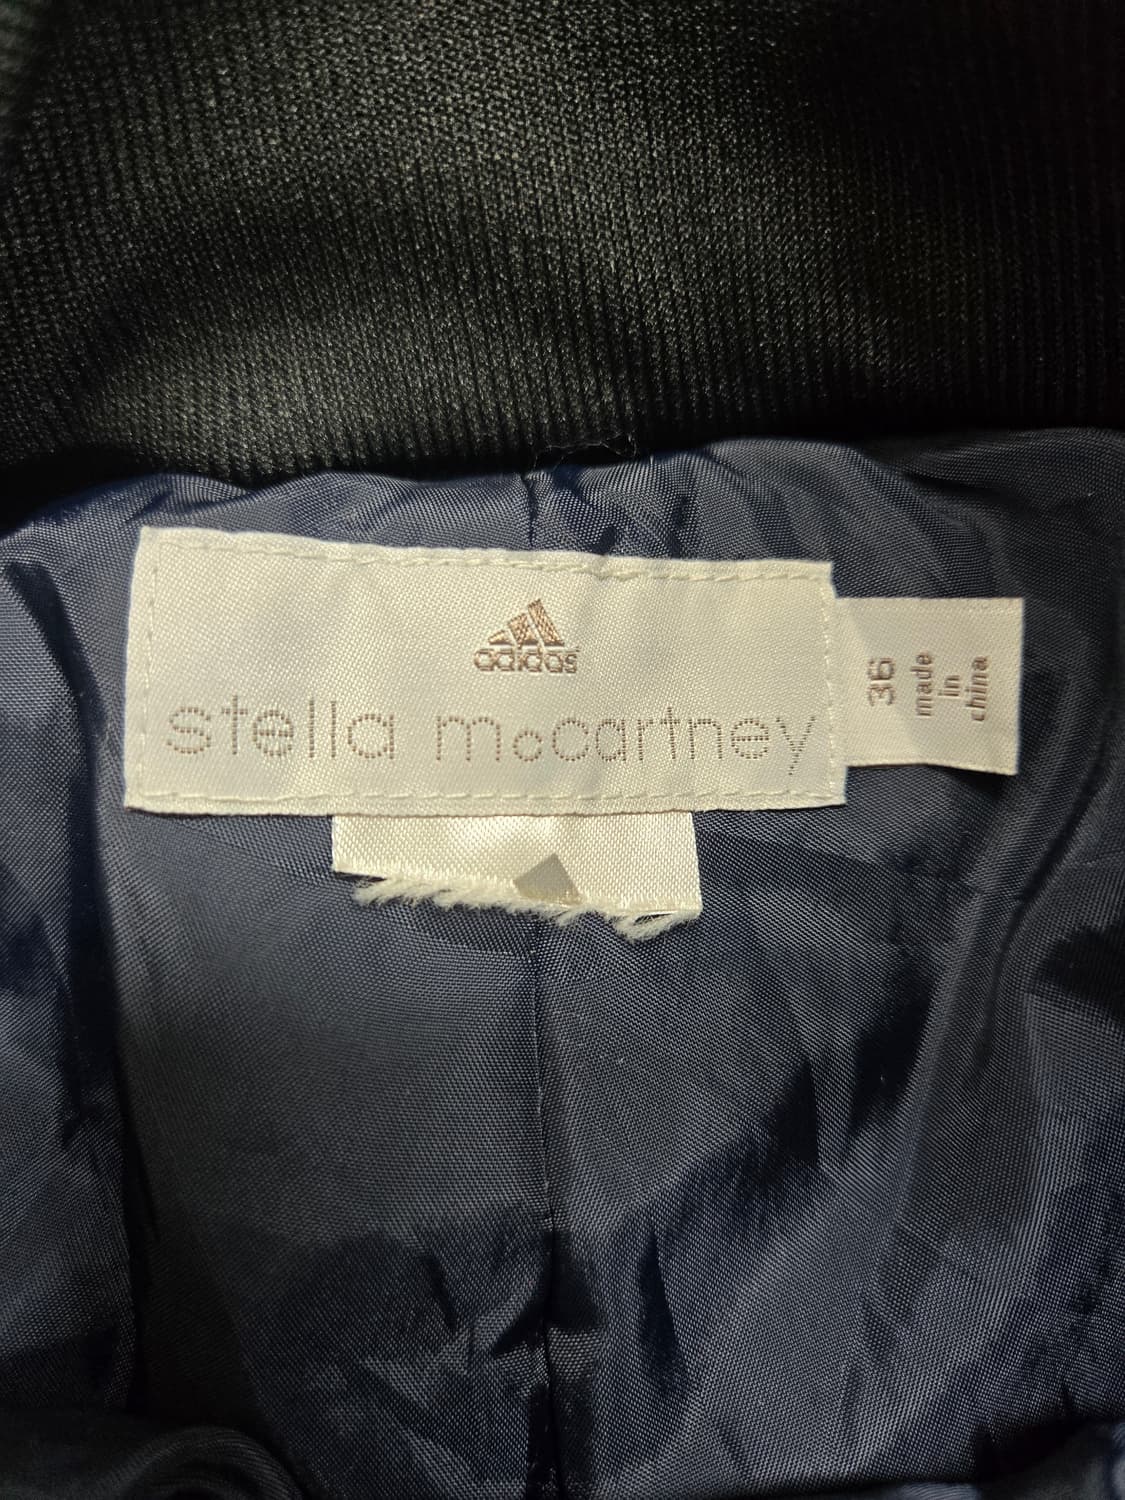 adidas
stella mccartney
36
made
in
china